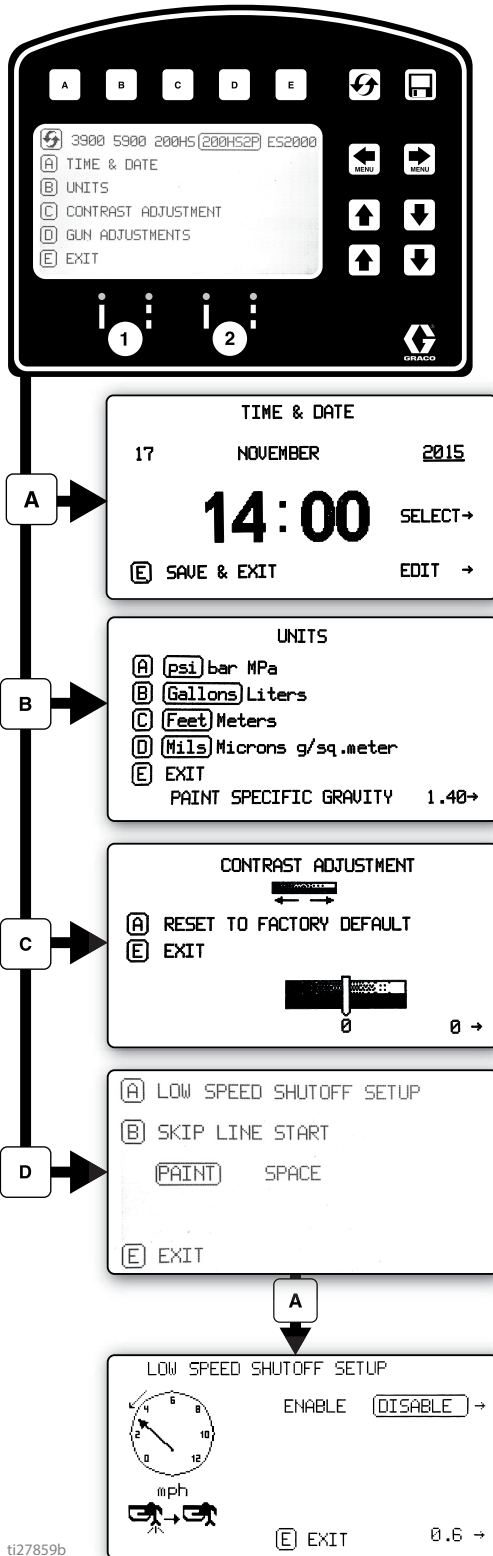 A B C D E
3900 5900 200HS 200HS2P ES2000
A TIME & DATE
B UNITS
C CONTRAST ADJUSTMENT
D GUN ADJUSTMENTS
E EXIT
MENU MENU
1 2
GRACO
A
TIME & DATE
17 NOVEMBER 2015
14:00 SELECT→
E SAVE & EXIT EDIT →
B
UNITS
A psi bar MPa
B Gallons Liters
C Feet Meters
D Mils Microns g/sq.meter
E EXIT
PAINT SPECIFIC GRAVITY 1.40→
C
CONTRAST ADJUSTMENT
A RESET TO FACTORY DEFAULT
E EXIT
0 0 →
D
A LOW SPEED SHUTOFF SETUP
B SKIP LINE START
PAINT SPACE
E EXIT
A
LOW SPEED SHUTOFF SETUP
ENABLE DISABLE →
0 2 4 6 8 10 12
mph
E EXIT 0.6 →
ti27859b